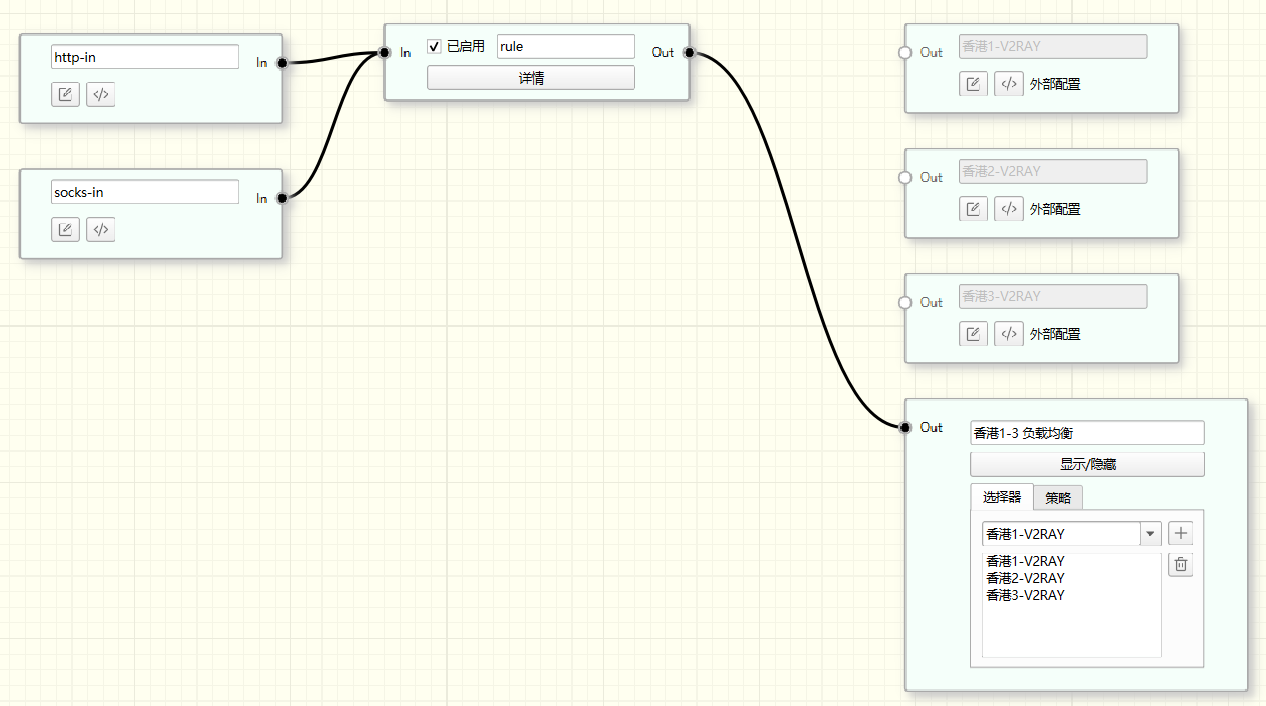 http-in
In
</>
socks-in
In
</>
In 已启用 rule Out
详情
Out 香港1-V2RAY
</> 外部配置
Out 香港2-V2RAY
</> 外部配置
Out 香港3-V2RAY
</> 外部配置
Out 香港1-3 负载均衡
显示/隐藏
选择器 策略
香港1-V2RAY
香港1-V2RAY
香港2-V2RAY
香港3-V2RAY